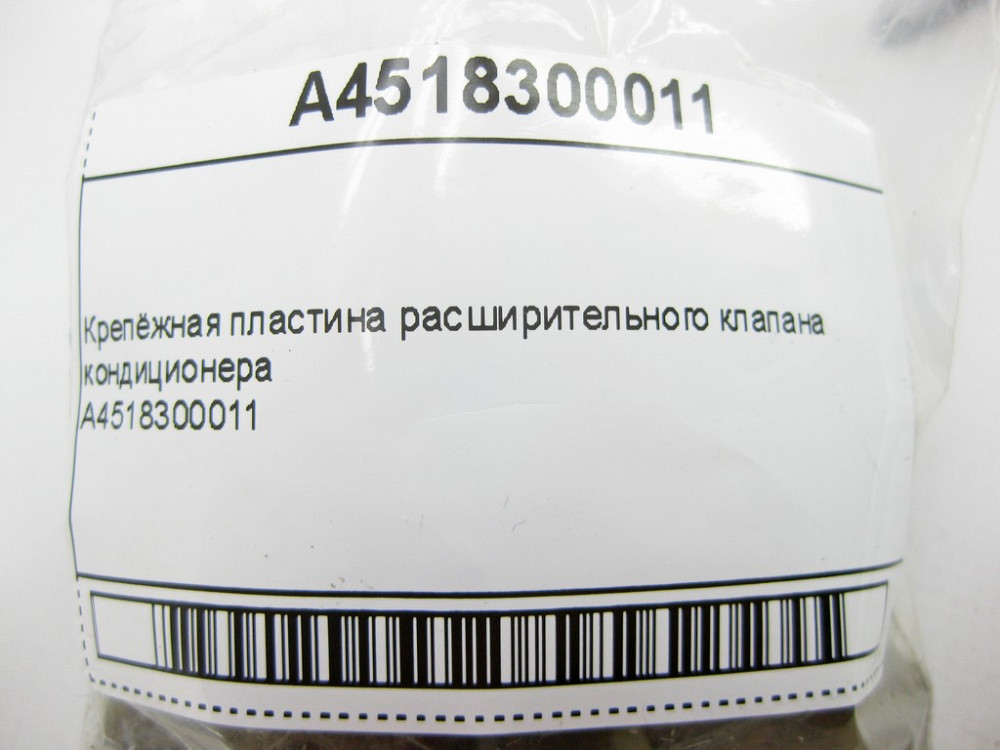 A4518300011
Крепёжная пластина расширительного клапана
кондиционера
A4518300011